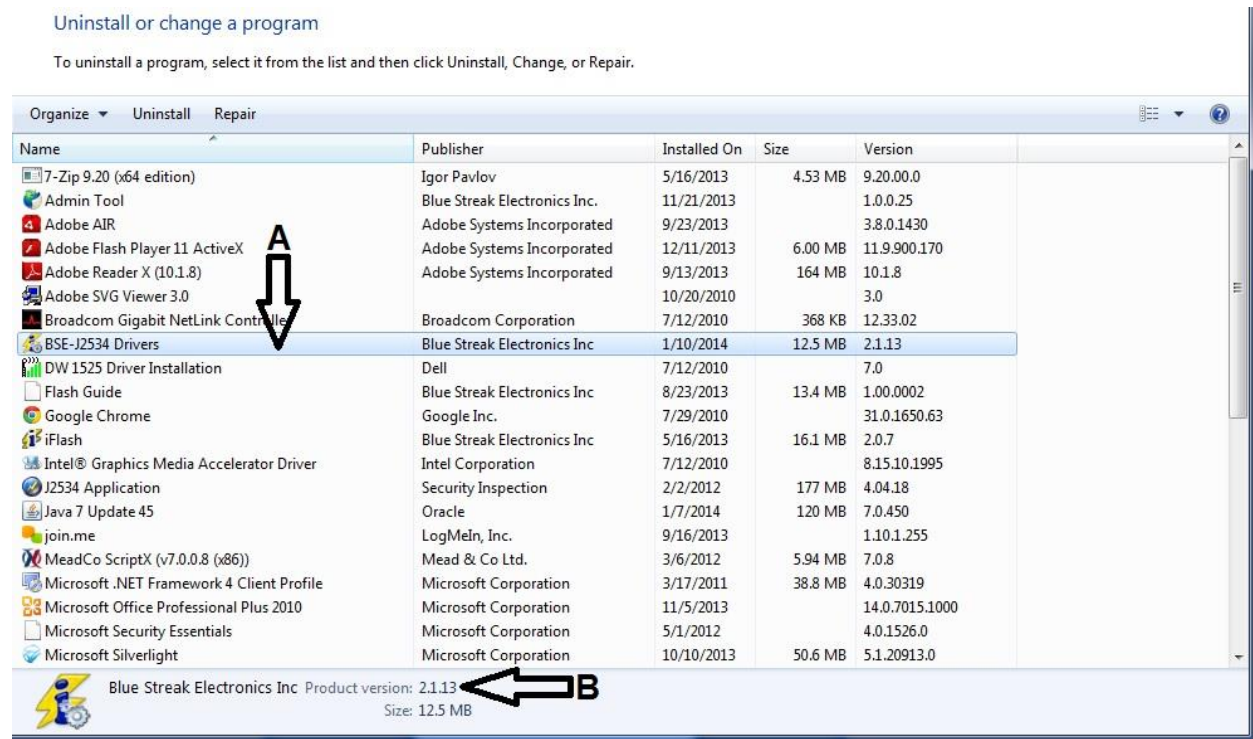 Uninstall or change a program
To uninstall a program, select it from the list and then click Uninstall, Change, or Repair.
Organize Uninstall Repair
Name Publisher Installed On Size Version
7-Zip 9.20 (x64 edition) Igor Pavlov 5/16/2013 4.53 MB 9.20.00.0
Admin Tool Blue Streak Electronics Inc. 11/21/2013 1.0.0.25
Adobe AIR Adobe Systems Incorporated 9/23/2013 3.8.0.1430
A
Adobe Flash Player 11 ActiveX Adobe Systems Incorporated 12/11/2013 6.00 MB 11.9.900.170
Adobe Reader X (10.1.8) Adobe Systems Incorporated 9/13/2013 164 MB 10.1.8
Adobe SVG Viewer 3.0 10/20/2010 3.0
Broadcom Gigabit NetLink Controller Broadcom Corporation 7/12/2010 368 KB 12.33.02
BSE-J2534 Drivers Blue Streak Electronics Inc 1/10/2014 12.5 MB 2.1.13
DW 1525 Driver Installation Dell 7/12/2010 7.0
Flash Guide Blue Streak Electronics Inc 8/23/2013 13.4 MB 1.00.0002
Google Chrome Google Inc. 7/29/2010 31.0.1650.63
iFlash Blue Streak Electronics Inc 5/16/2013 16.1 MB 2.0.7
Intel® Graphics Media Accelerator Driver Intel Corporation 7/12/2010 8.15.10.1995
J2534 Application Security Inspection 2/2/2012 177 MB 4.04.18
Java 7 Update 45 Oracle 1/7/2014 120 MB 7.0.450
join.me LogMeIn, Inc. 9/16/2013 1.10.1.255
MeadCo ScriptX (v7.0.0.8 (x86)) Mead & Co Ltd. 3/6/2012 5.94 MB 7.0.8
Microsoft .NET Framework 4 Client Profile Microsoft Corporation 3/17/2011 38.8 MB 4.0.30319
Microsoft Office Professional Plus 2010 Microsoft Corporation 11/5/2013 14.0.7015.1000
Microsoft Security Essentials Microsoft Corporation 5/1/2012 4.0.1526.0
Microsoft Silverlight Microsoft Corporation 10/10/2013 50.6 MB 5.1.20913.0
Blue Streak Electronics Inc Product version: 2.1.13 B
Size: 12.5 MB